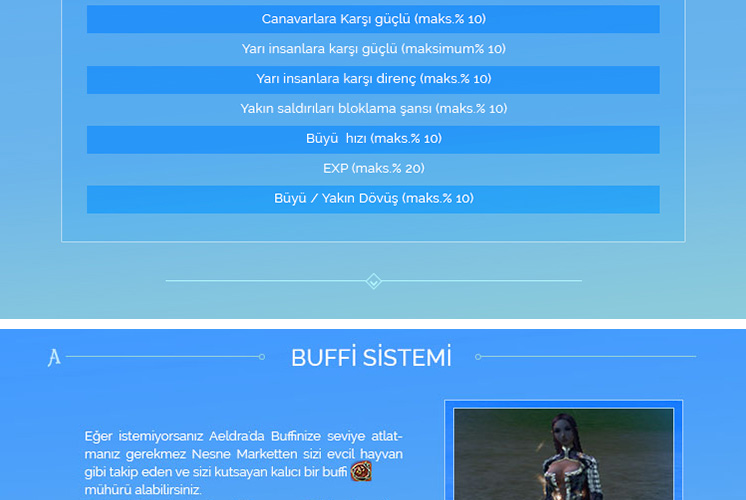 Canavarlara Karşı güçlü (maks.% 10)
Yarı insanlara karşı güçlü (maksimum% 10)
Yarı insanlara karşı direnç (maks.% 10)
Yakın saldırıları bloklama şansı (maks.% 10)
Büyü  hızı (maks.% 10)
EXP (maks.% 20)
Büyü / Yakın Dövüş (maks.% 10)
A
BUFFİ SİSTEMİ
Eğer istemiyorsanız Aeldra'da Buffinize seviye atlat-
manız gerekmez Nesne Marketten sizi evcil hayvan
gibi takip eden ve sizi kutsayan kalıcı bir buffi
mühürü alabilirsiniz.